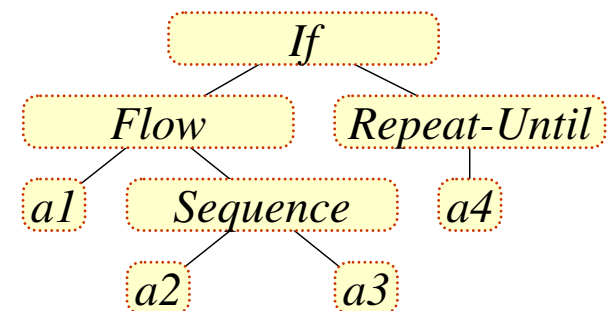 If
Flow
Repeat-Until
a1
Sequence
a4
a2
a3